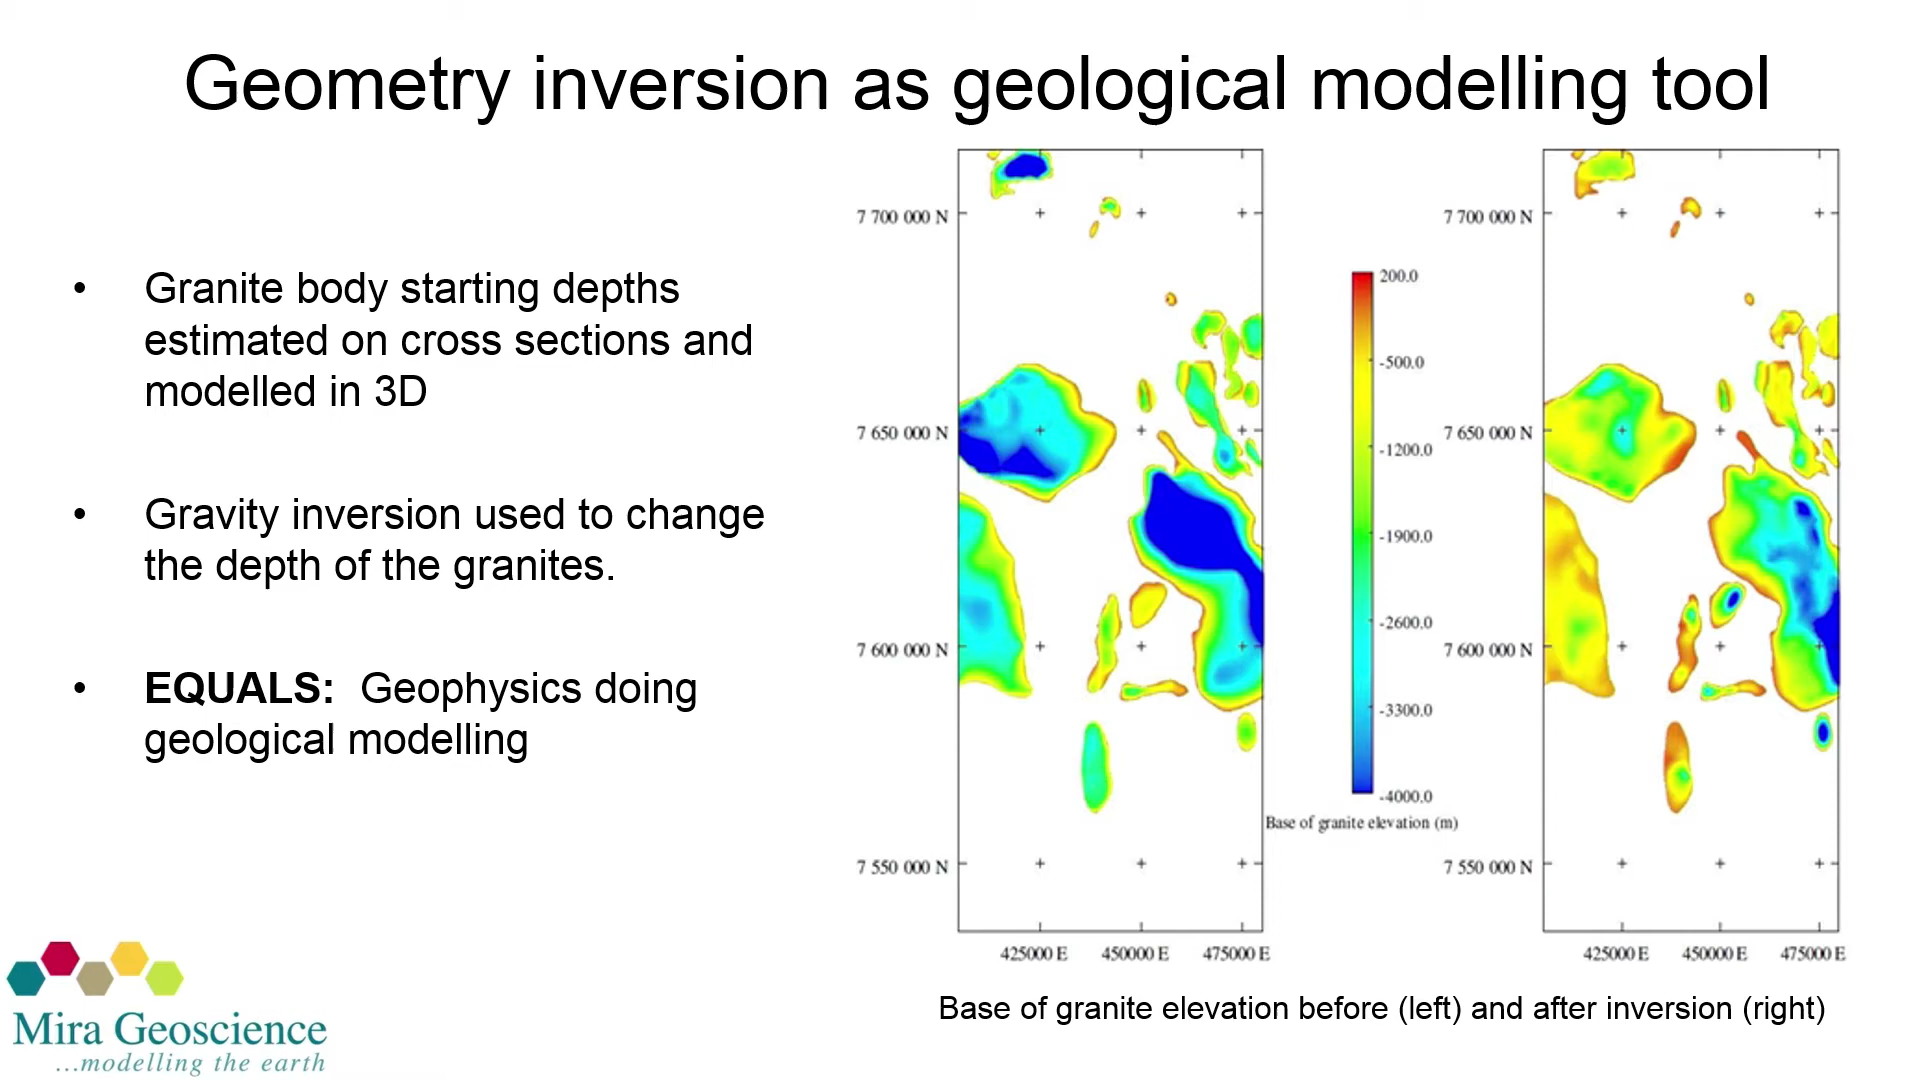 Geometry inversion as geological modelling tool
• Granite body starting depths
estimated on cross sections and
modelled in 3D
• Gravity inversion used to change
the depth of the granites.
• EQUALS: Geophysics doing
geological modelling
7 700 000 N
7 650 000 N
7 600 000 N
7 550 000 N
425000 E 450000 E 475000 E
200.0
-500.0
-1200.0
-1900.0
-2600.0
-3300.0
-4000.0
Base of granite elevation (m)
7 700 000 N
7 650 000 N
7 600 000 N
7 550 000 N
425000 E 450000 E 475000 E
Base of granite elevation before (left) and after inversion (right)
Mira Geoscience
...modelling the earth